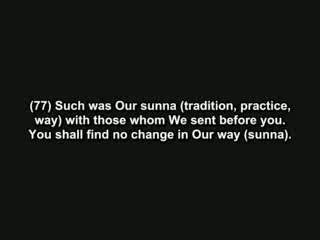 (77) Such was Our sunna (tradition, practice,
way) with those whom We sent before you.
You shall find no change in Our way (sunna).